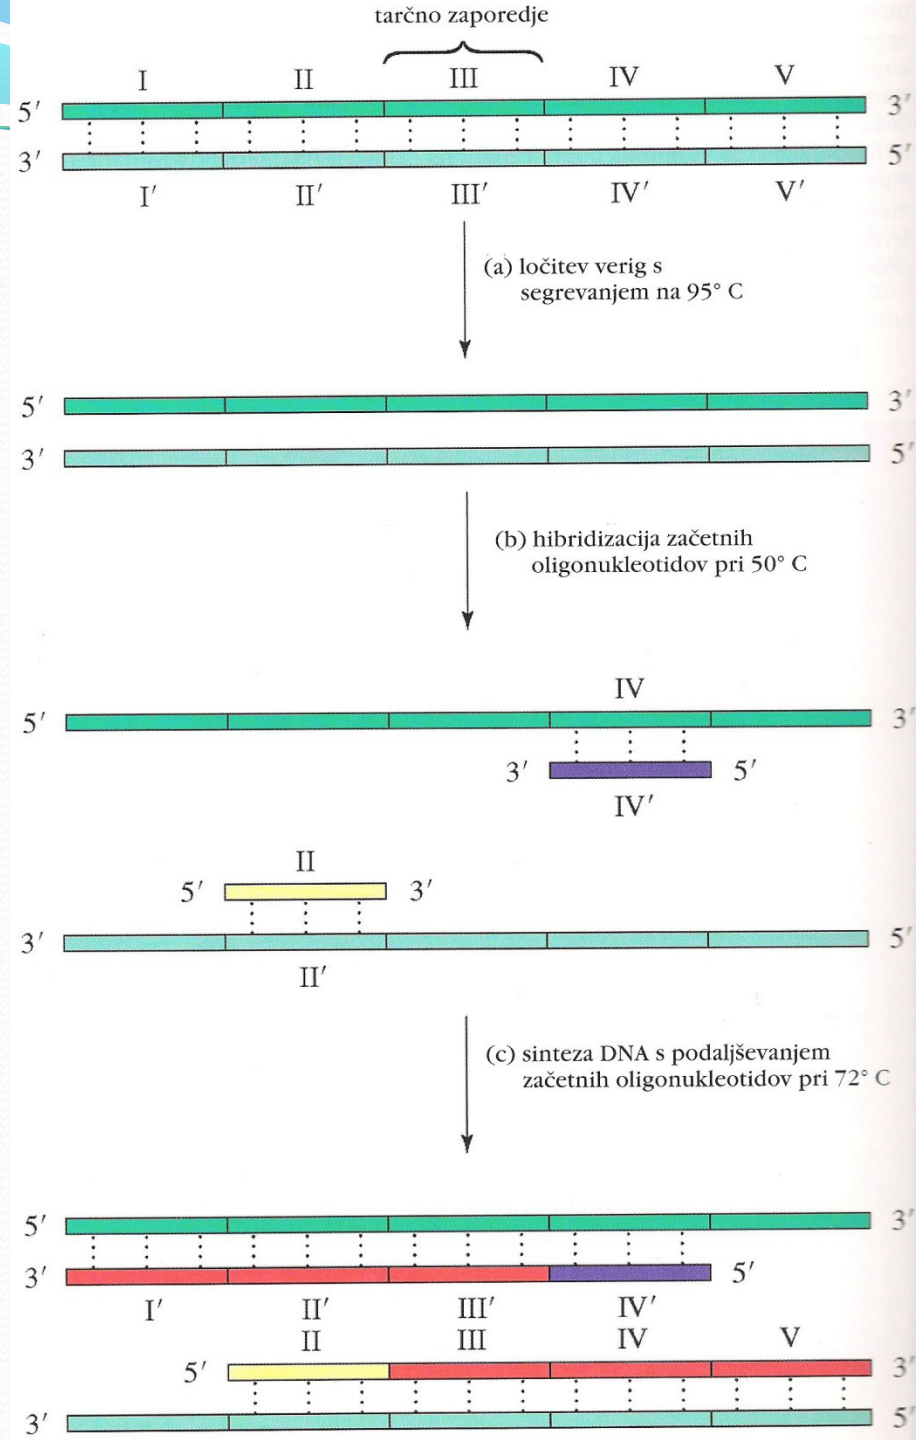 tarčno zaporedje
I II III IV V
5′ 3′
3′ 5′
I′ II′ III′ IV′ V′
(a) ločitev verig s
segrevanjem na 95° C
5′ 3′
3′ 5′
(b) hibridizacija začetnih
oligonukleotidov pri 50° C
IV
5′ 3′
3′ 5′
IV′
II
5′ 3′
3′ 5′
II′
(c) sinteza DNA s podaljševanjem
začetnih oligonukleotidov pri 72° C
5′ 3′
3′ 5′
I′ II′ III′ IV′
II III IV V
5′ 3′
3′ 5′